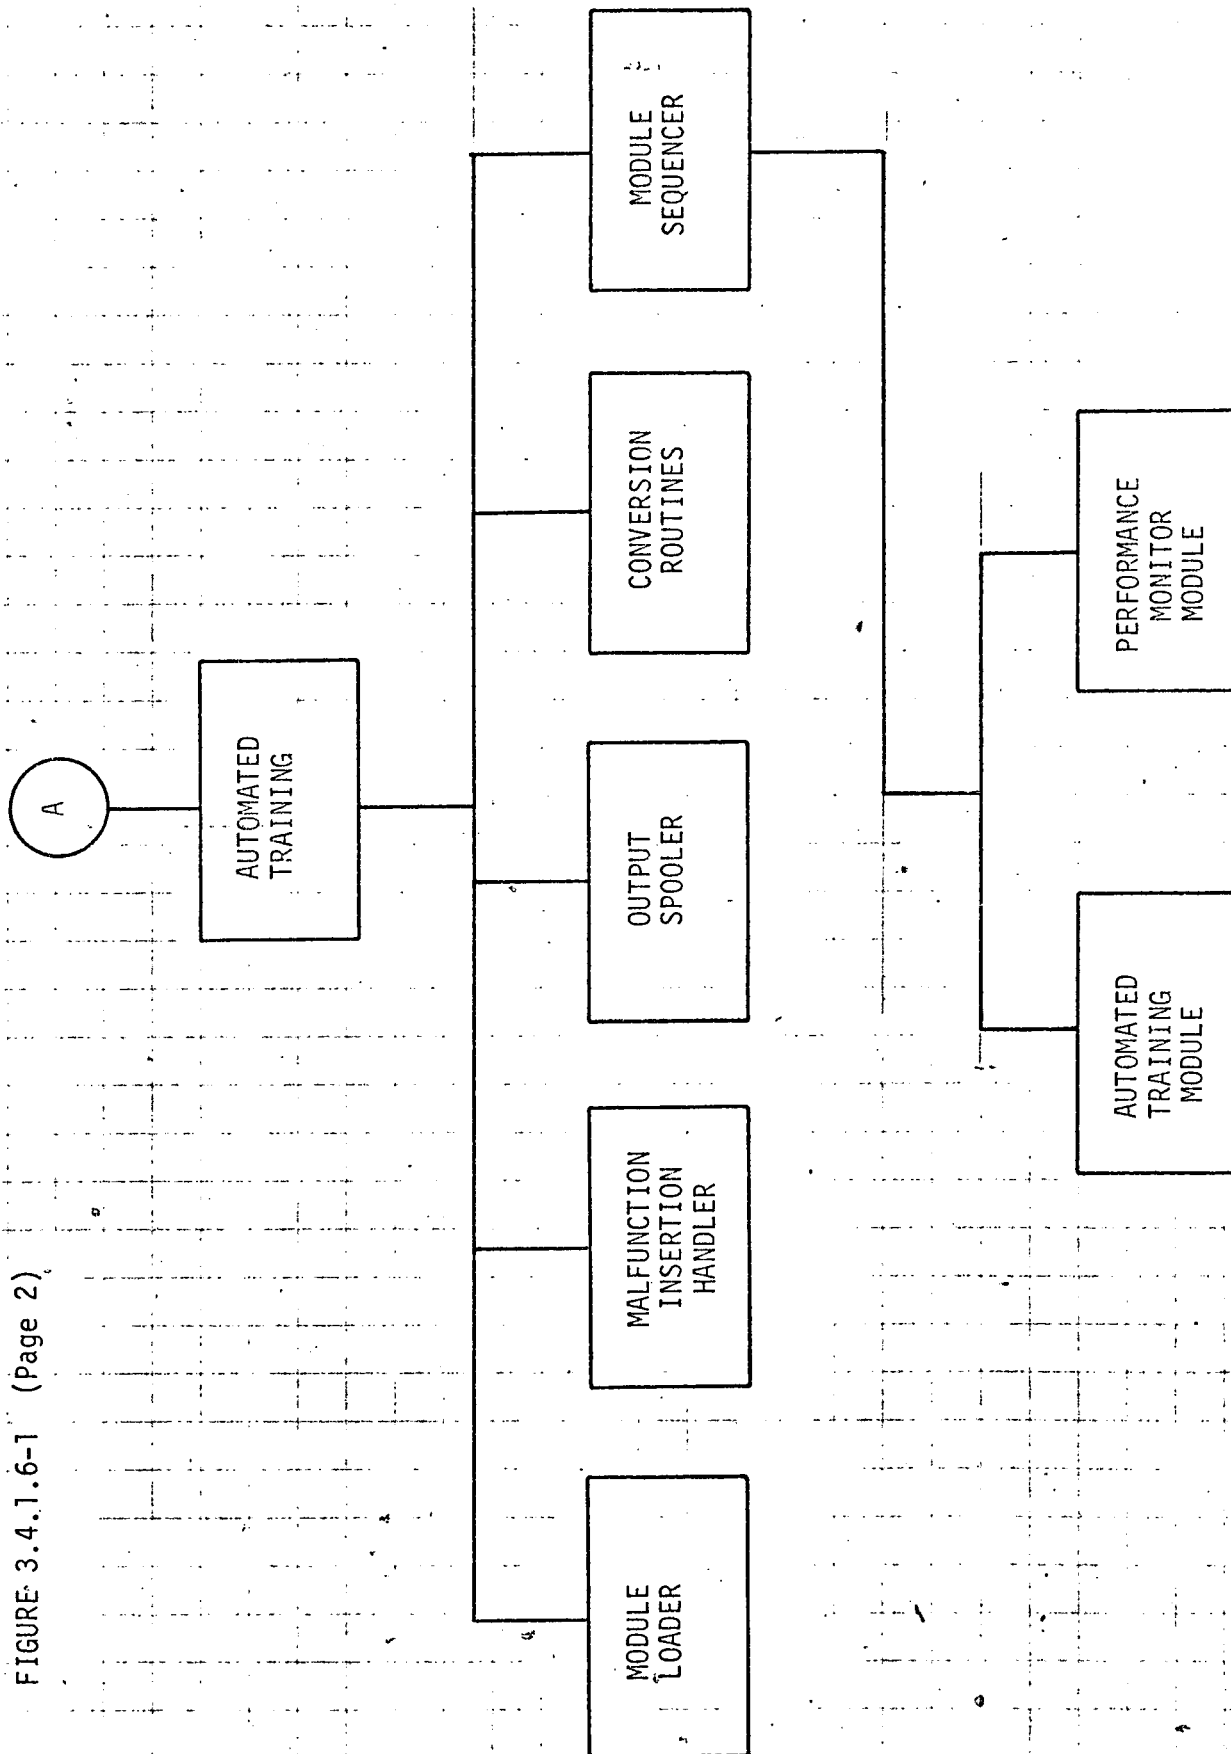 FIGURE 3.4.1.6-1 (Page 2)
A
AUTOMATED
TRAINING
MODULE
LOADER
MALFUNCTION
INSERTION
HANDLER
OUTPUT
SPOOLER
CONVERSION
ROUTINES
MODULE
SEQUENCER
AUTOMATED
TRAINING
MODULE
PERFORMANCE
MONITOR
MODULE